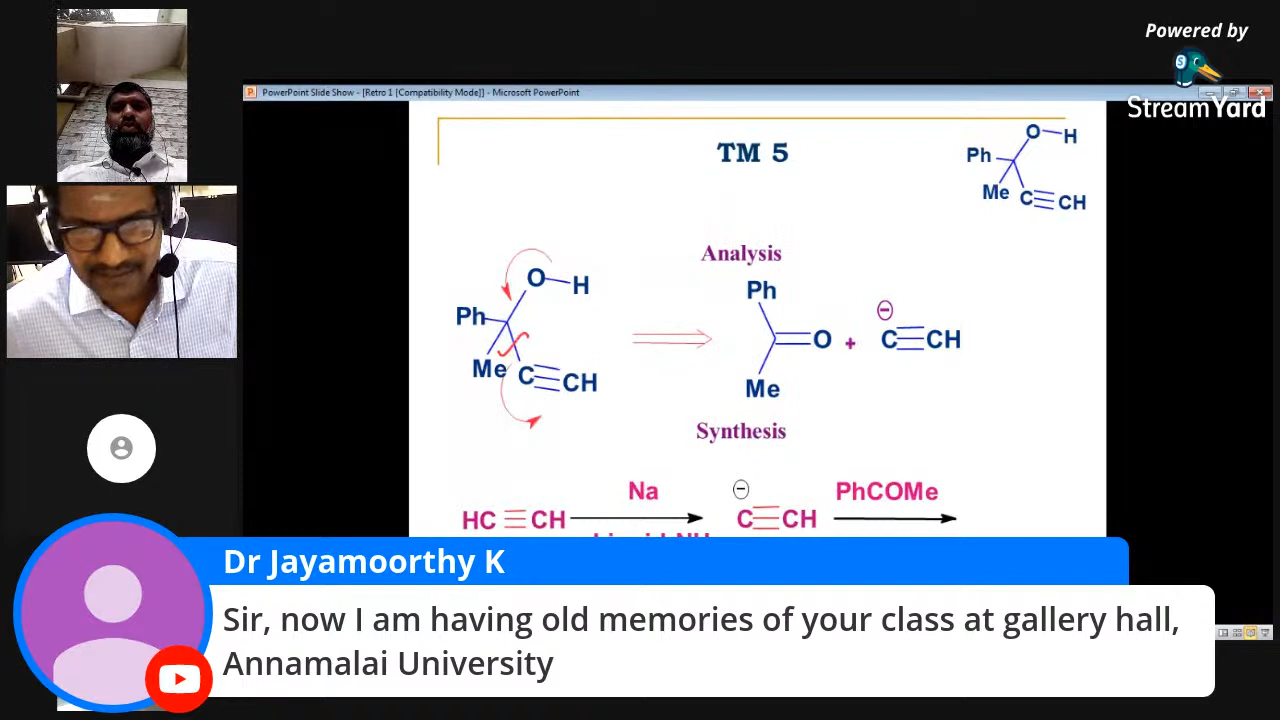 Powered by
StreamYard
PowerPoint Slide Show - [Retro 1 [Compatibility Mode]] - Microsoft PowerPoint
TM 5
O H
Ph
Me C≡CH
Analysis
O H
Ph
Me C≡CH
Ph
O + C≡CH
Me
Synthesis
Na PhCOMe
HC≡CH C≡CH
Dr Jayamoorthy K
Sir, now I am having old memories of your class at gallery hall,
Annamalai University